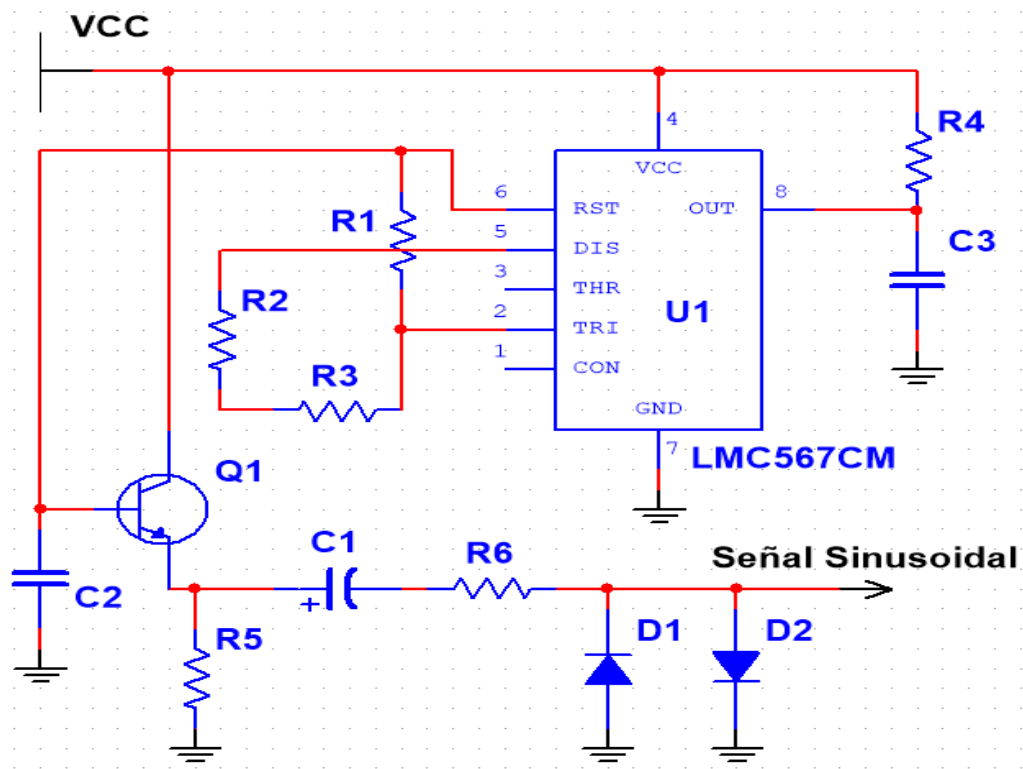 VCC
4
R4
VCC
6
8
RST
OUT
R1
5
DIS
C3
3
THR
R2
U1
2
TRI
1
R3
CON
GND
7
LMC567CM
Q1
C1
R6
Señal Sinusoidal
C2
+
R5
D1
D2